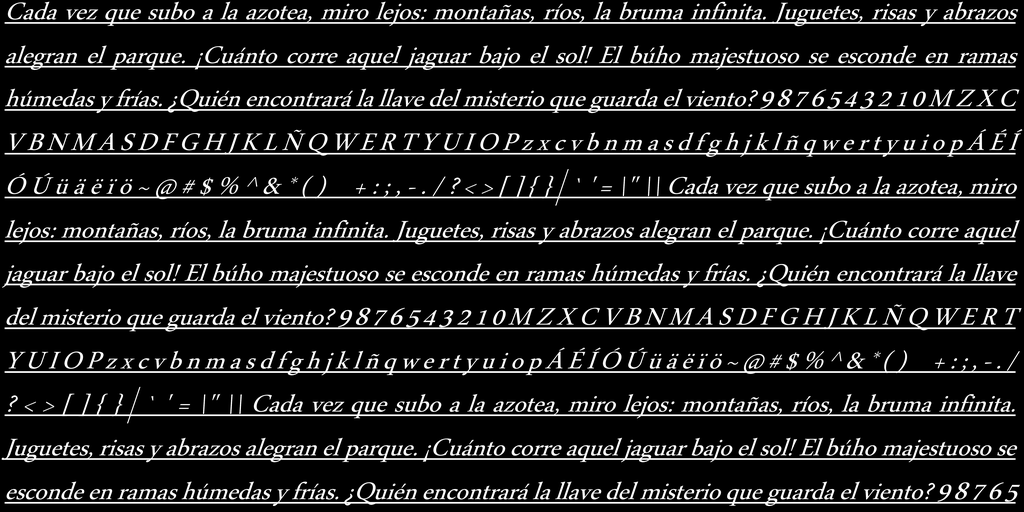 Cada vez que subo a la azotea, miro lejos: montañas, ríos, la bruma infinita. Juguetes, risas y abrazos
alegran el parque. ¡Cuánto corre aquel jaguar bajo el sol! El búho majestuoso se esconde en ramas
húmedas y frías. ¿Quién encontrará la llave del misterio que guarda el viento? 9 8 7 6 5 4 3 2 1 0 M Z X C
V B N M A S D F G H J K L Ñ Q W E R T Y U I O P z x c v b n m a s d f g h j k l ñ q w e r t y u i o p Á É Í
Ó Ú ü ä ë ï ö ~ @ # $ % ^ & * ( ) + : ; , - . / ? < > [ ] { } / ` ' = \" \\ Cada vez que subo a la azotea, miro
lejos: montañas, ríos, la bruma infinita. Juguetes, risas y abrazos alegran el parque. ¡Cuánto corre aquel
jaguar bajo el sol! El búho majestuoso se esconde en ramas húmedas y frías. ¿Quién encontrará la llave
del misterio que guarda el viento? 9 8 7 6 5 4 3 2 1 0 M Z X C V B N M A S D F G H J K L Ñ Q W E R T
Y U I O P z x c v b n m a s d f g h j k l ñ q w e r t y u i o p Á É Í Ó Ú ü ä ë ï ö ~ @ # $ % ^ & * ( ) + : ; , - . /
? < > [ ] { } / ` ' = \" \\ Cada vez que subo a la azotea, miro lejos: montañas, ríos, la bruma infinita.
Juguetes, risas y abrazos alegran el parque. ¡Cuánto corre aquel jaguar bajo el sol! El búho majestuoso se
esconde en ramas húmedas y frías. ¿Quién encontrará la llave del misterio que guarda el viento? 9 8 7 6 5